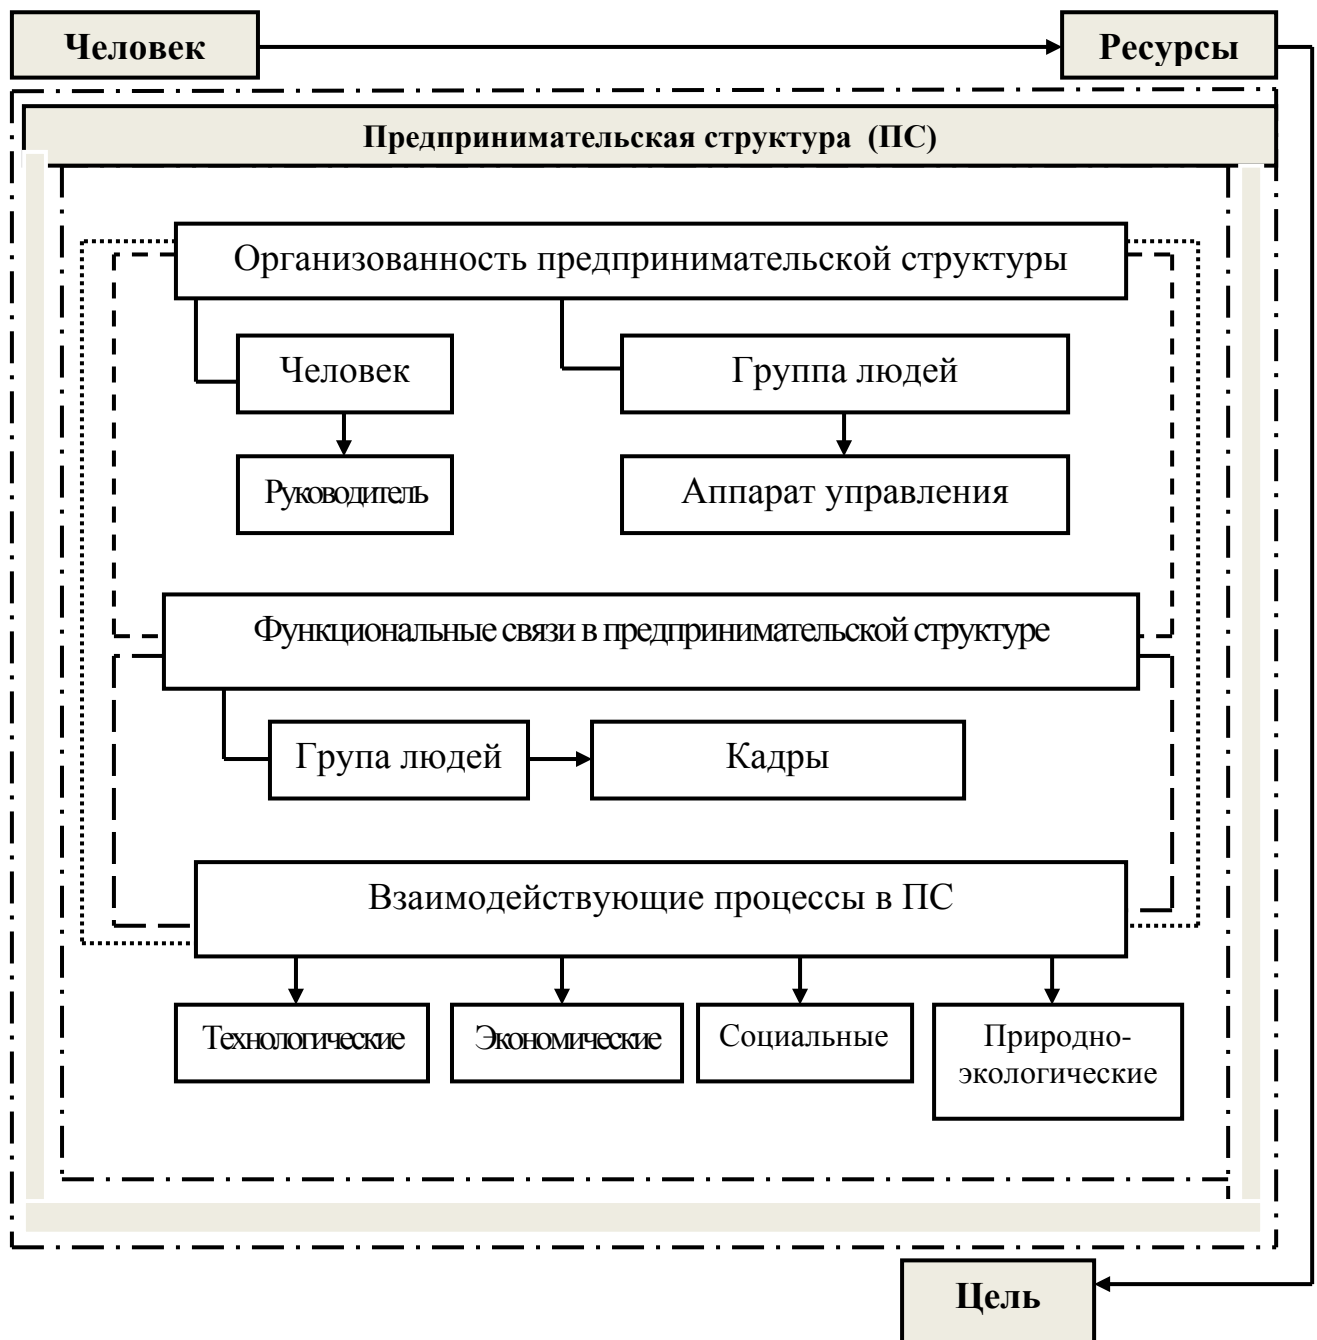 Человек
Ресурсы
Предпринимательская структура (ПС)
Организованность предпринимательской структуры
Человек
Группа людей
Руководитель
Аппарат управления
Функциональные связи в предпринимательской структуре
Група людей
Кадры
Взаимодействующие процессы в ПС
Технологические
Экономические
Социальные
Природно-
экологические
Цель